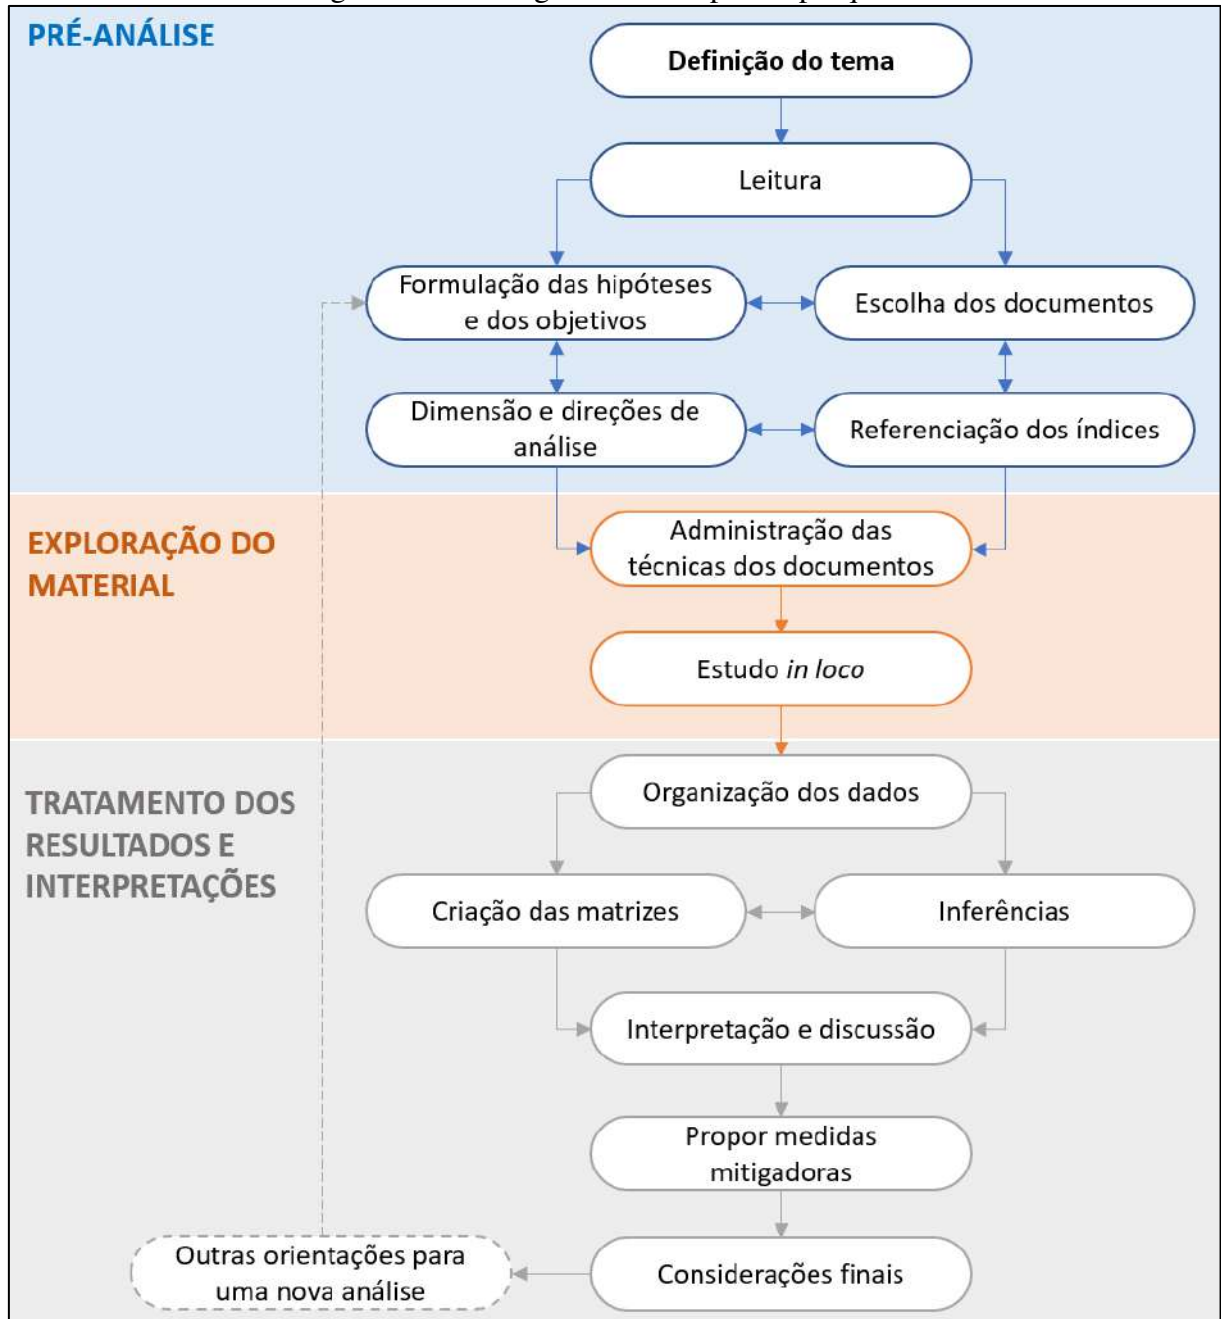 PRÉ-ANÁLISE
Definição do tema
Leitura
Formulação das hipóteses
e dos objetivos
Escolha dos documentos
Dimensão e direções de
análise
Referenciação dos índices
EXPLORAÇÃO DO
MATERIAL
Administração das
técnicas dos documentos
Estudo in loco
TRATAMENTO DOS
RESULTADOS E
INTERPRETAÇÕES
Organização dos dados
Criação das matrizes
Inferências
Interpretação e discussão
Propor medidas
mitigadoras
Outras orientações para
uma nova análise
Considerações finais